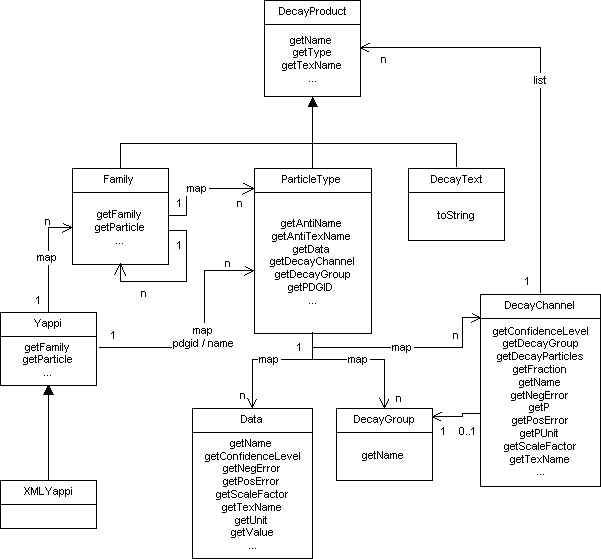 DecayProduct
getName
getType
getTexName
...
n
list
Family
getFamily
getParticle
...
1
map
n
1
n
ParticleType
getAntiName
getAntiTexName
getData
getDecayChannel
getDecayGroup
getPDGID
...
DecayText
toString
n
map
1
n
Yappi
getFamily
getParticle
...
1
map
pdgid / name
1
map
map
map
n
1
DecayChannel
getConfidenceLevel
getDecayGroup
getDecayParticles
getFraction
getName
getNegError
getP
getPosError
getPUnit
getScaleFactor
getTexName
...
n
Data
getName
getConfidenceLevel
getNegError
getPosError
getScaleFactor
getTexName
getUnit
getValue
...
n
DecayGroup
getName
1
0..1
XMLYappi